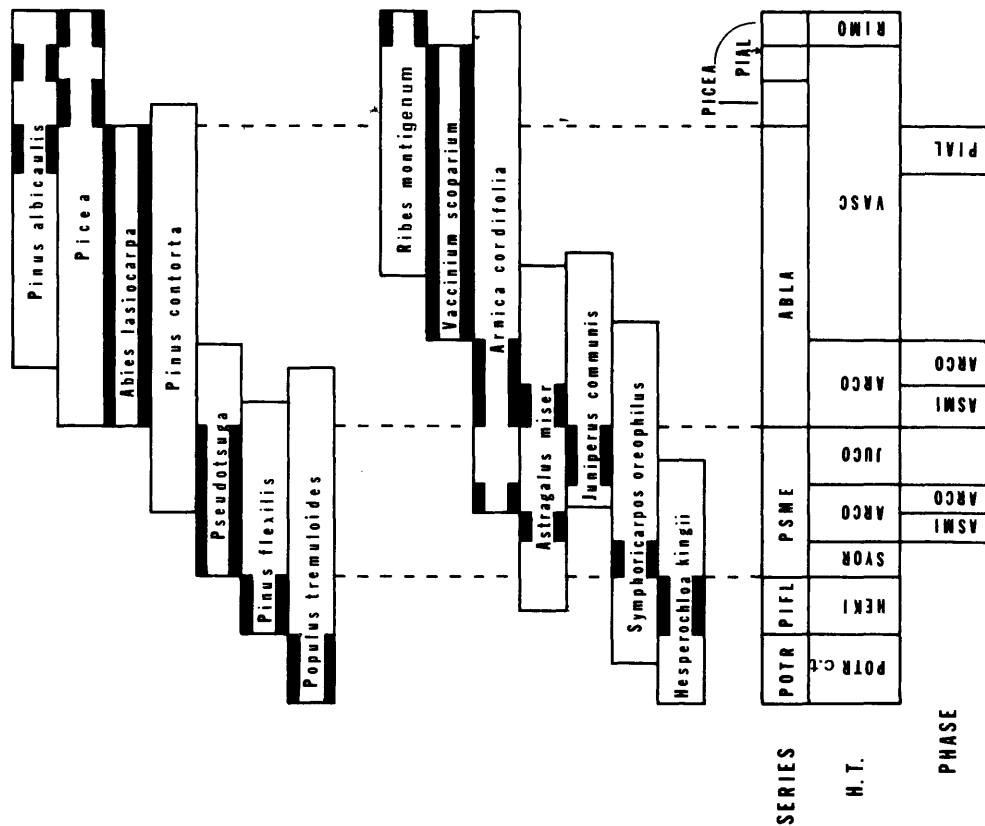 Pinus albicaulis
Picea
Abies lasiocarpa
Pinus contorta
Pseudotsuga
Pinus flexilis
Populus tremuloides
Ribes montigenum
Vaccinium scoparium
Arnica cordifolia
Astragalus miser
Juniperus communis
Symphoricarpos oreophilus
Hesperochloa kingii
PICEA
PIAL
SERIES
POTR
PIFL
PSME
ABLA
H.T.
POTR c.t.
HEKI
SYOR
ARCO
JUCO
ARCO
VASC
RIMO
PHASE
ASMI
ARCO
ASMI
ARCO
PIAL